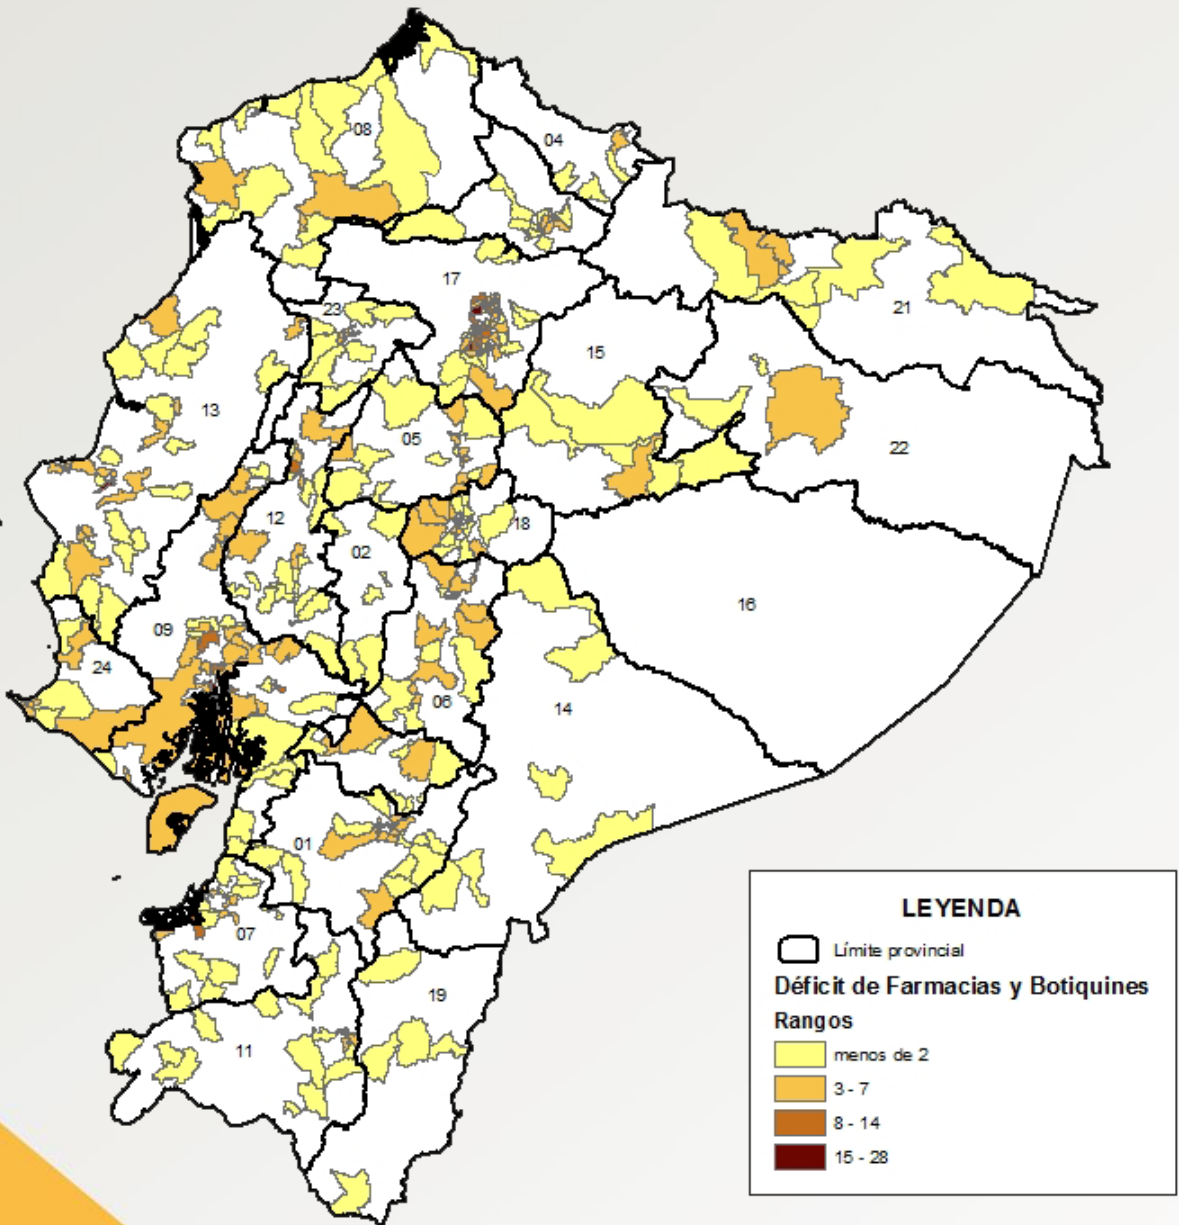 08
04
17
21
23
15
13
05
22
12
18
02
16
09
24
06
14
01
07
19
11
LEYENDA
Límite provincial
Déficit de Farmacias y Botiquines
Rangos
menos de 2
3 - 7
8 - 14
15 - 28